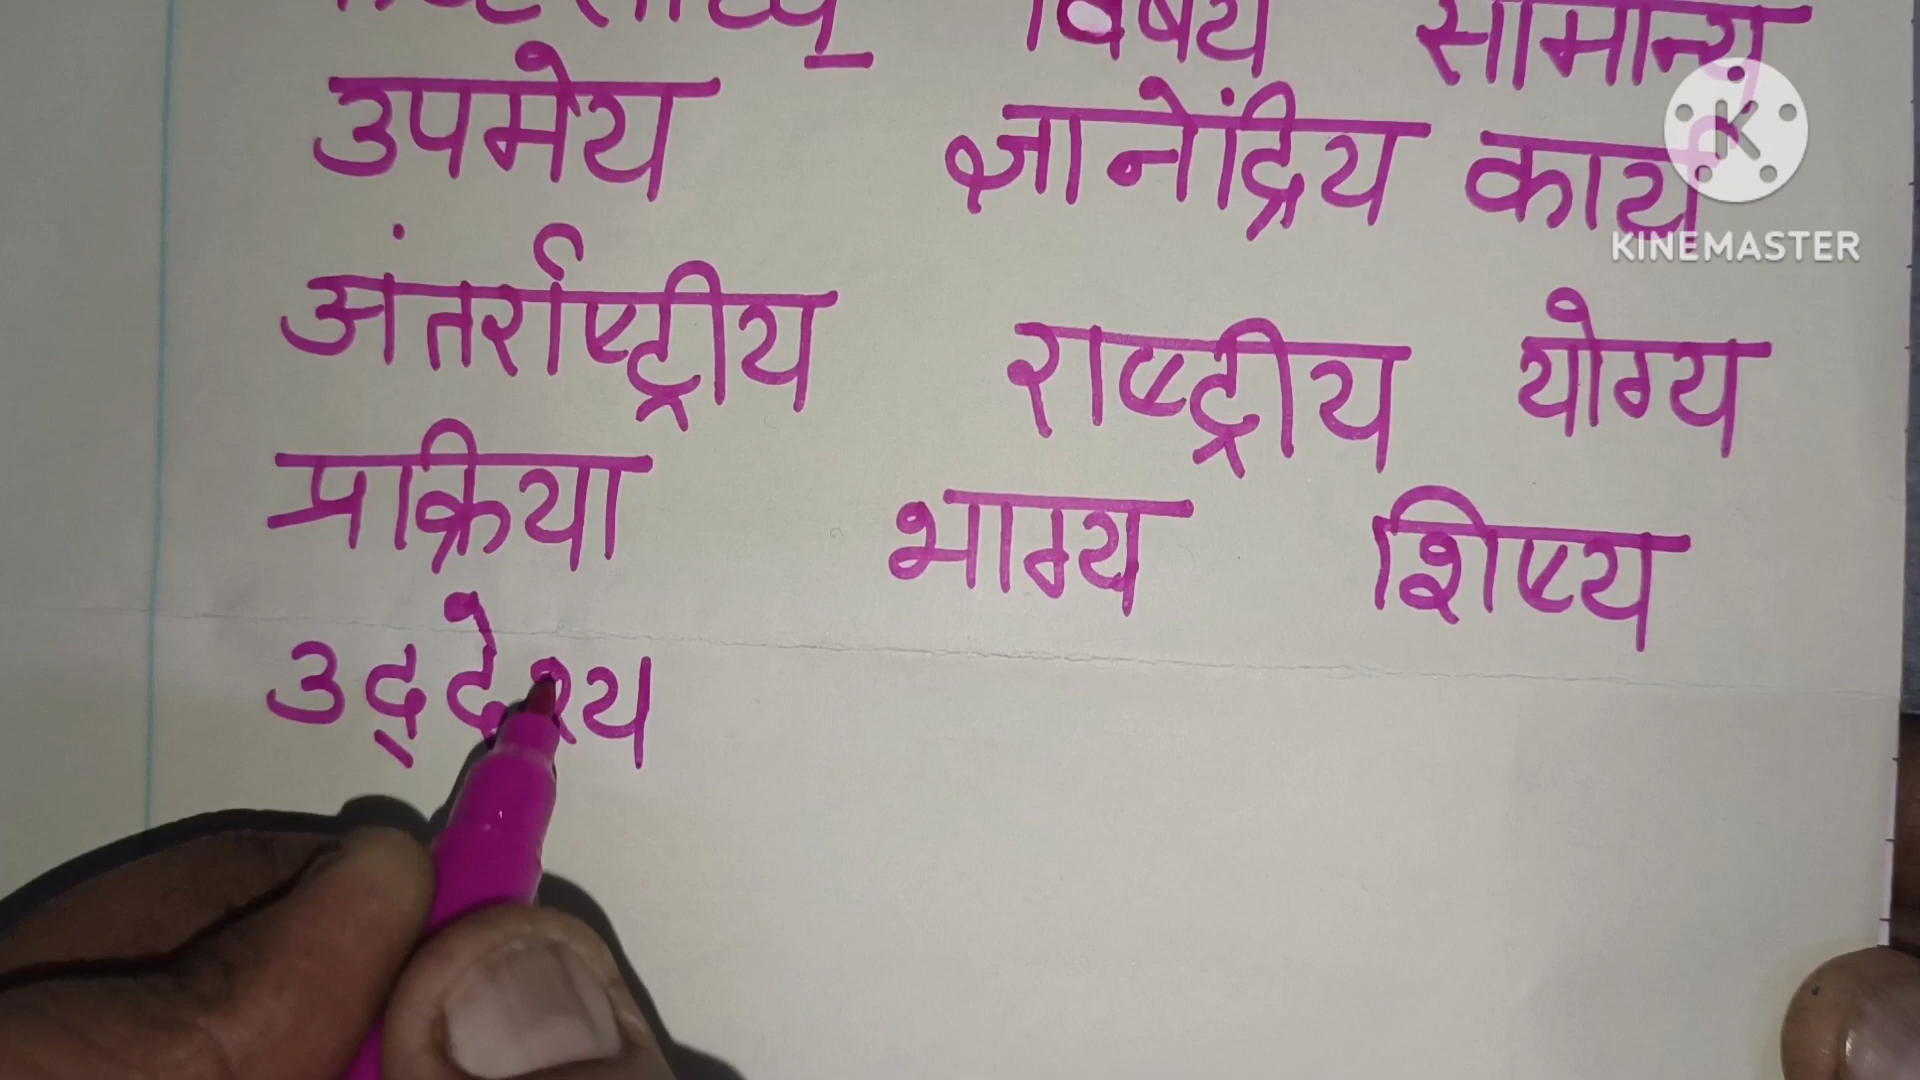 विषय सामान्य
उपमेय ज्ञानेंद्रिय कार्य
अंतर्राष्ट्रीय राष्ट्रीय योग्य
प्रक्रिया भाग्य शिष्य
उद्देश्य
KINEMASTER